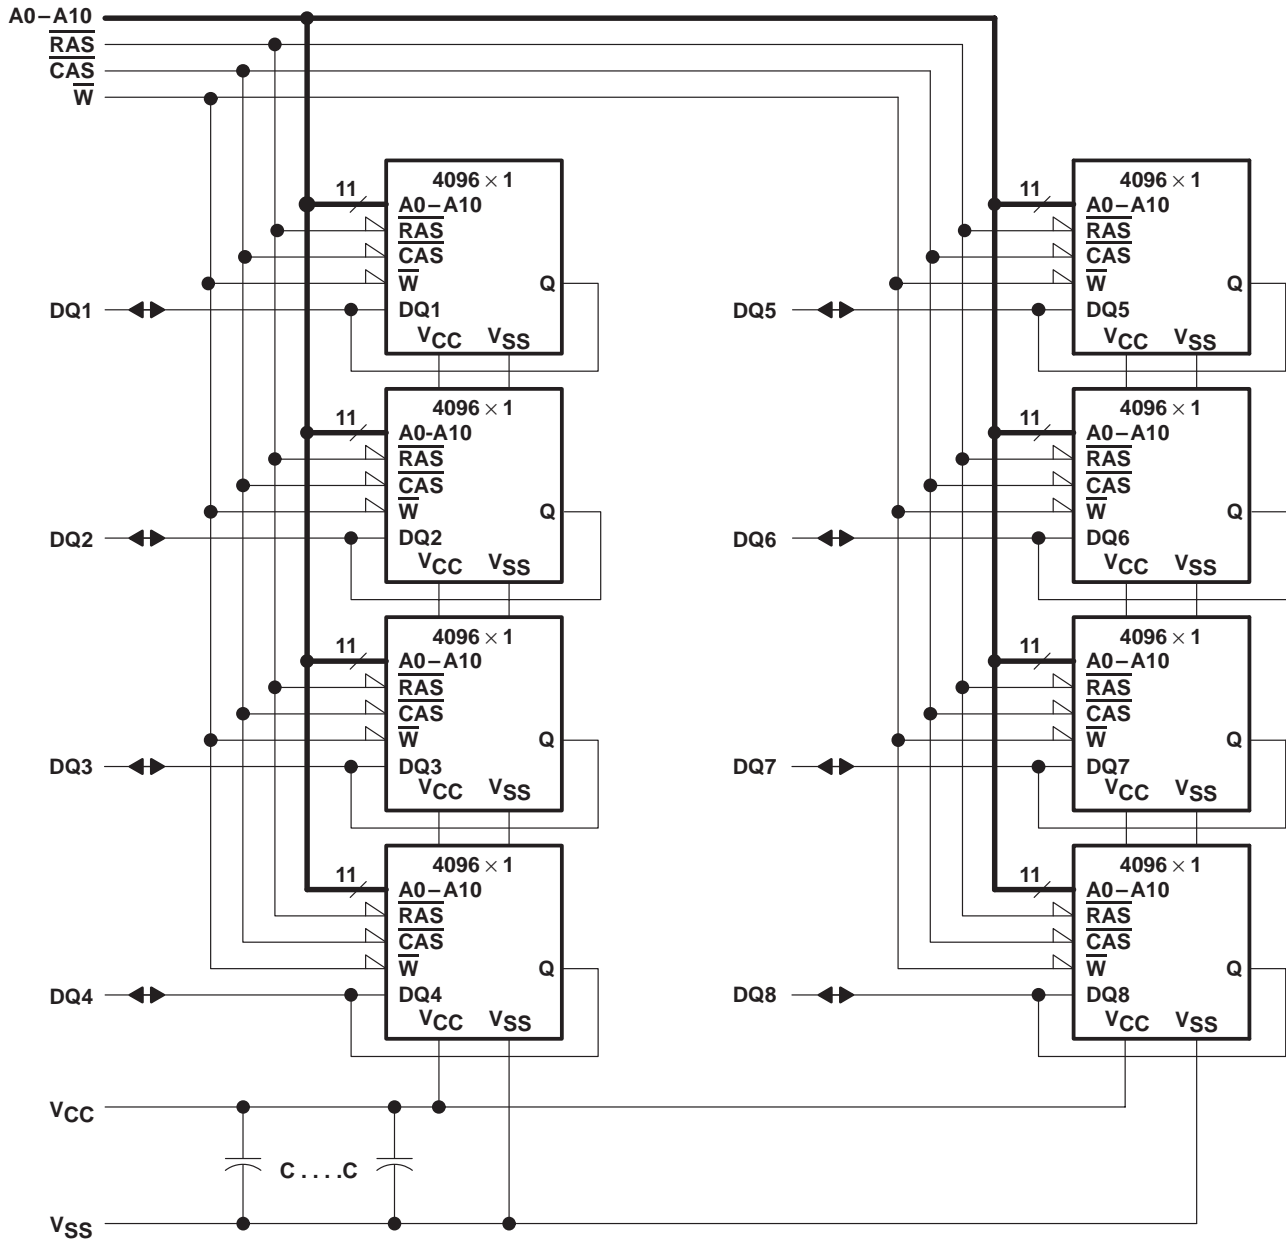 A0–A10
RAS
CAS
W
4096 × 1
11
A0–A10
RAS
CAS
W
Q
DQ1
DQ1
VCC
VSS
4096 × 1
11
A0–A10
RAS
CAS
W
Q
DQ5
DQ5
VCC
VSS
4096 × 1
11
A0-A10
RAS
CAS
W
Q
DQ2
DQ2
VCC
VSS
4096 × 1
11
A0–A10
RAS
CAS
W
Q
DQ6
DQ6
VCC
VSS
4096 × 1
11
A0–A10
RAS
CAS
W
Q
DQ3
DQ3
VCC
VSS
4096 × 1
11
A0–A10
RAS
CAS
W
Q
DQ7
DQ7
VCC
VSS
4096 × 1
11
A0–A10
RAS
CAS
W
Q
DQ4
DQ4
VCC
VSS
4096 × 1
11
A0–A10
RAS
CAS
W
Q
DQ8
DQ8
VCC
VSS
VCC
C . . . . C
VSS